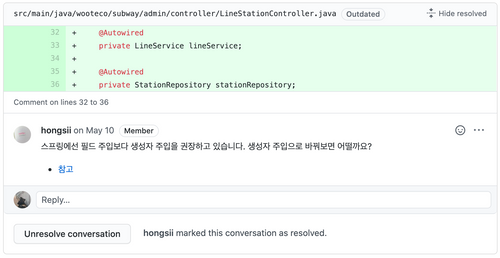 src/main/java/wooteco/subway/admin/controller/LineStationController.java Outdated Hide resolved
32 + @Autowired
33 + private LineService lineService;
34 +
35 + @Autowired
36 + private StationRepository stationRepository;
Comment on lines 32 to 36
hongsii on May 10 Member
스프링에선 필드 주입보다 생성자 주입을 권장하고 있습니다. 생성자 주입으로 바꿔보면 어떨까요?
• 참고
Reply...
Unresolve conversation hongsii marked this conversation as resolved.